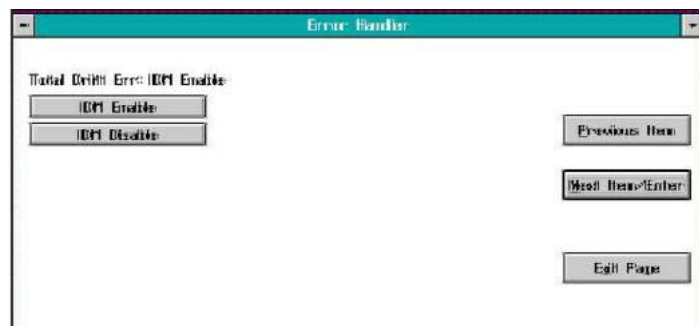 Error Handler
Total Drift Err: IDM Enable
IDM Enable
IDM Disable
Previous Item
Next Item/Enter
Exit Page